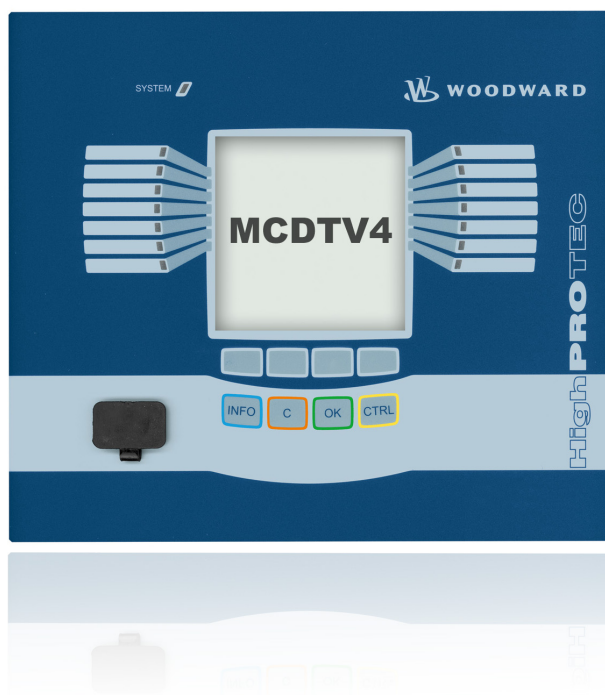 SYSTEM
WOODWARD
MCDTV4
HighPROTEC
INFO C OK CTRL